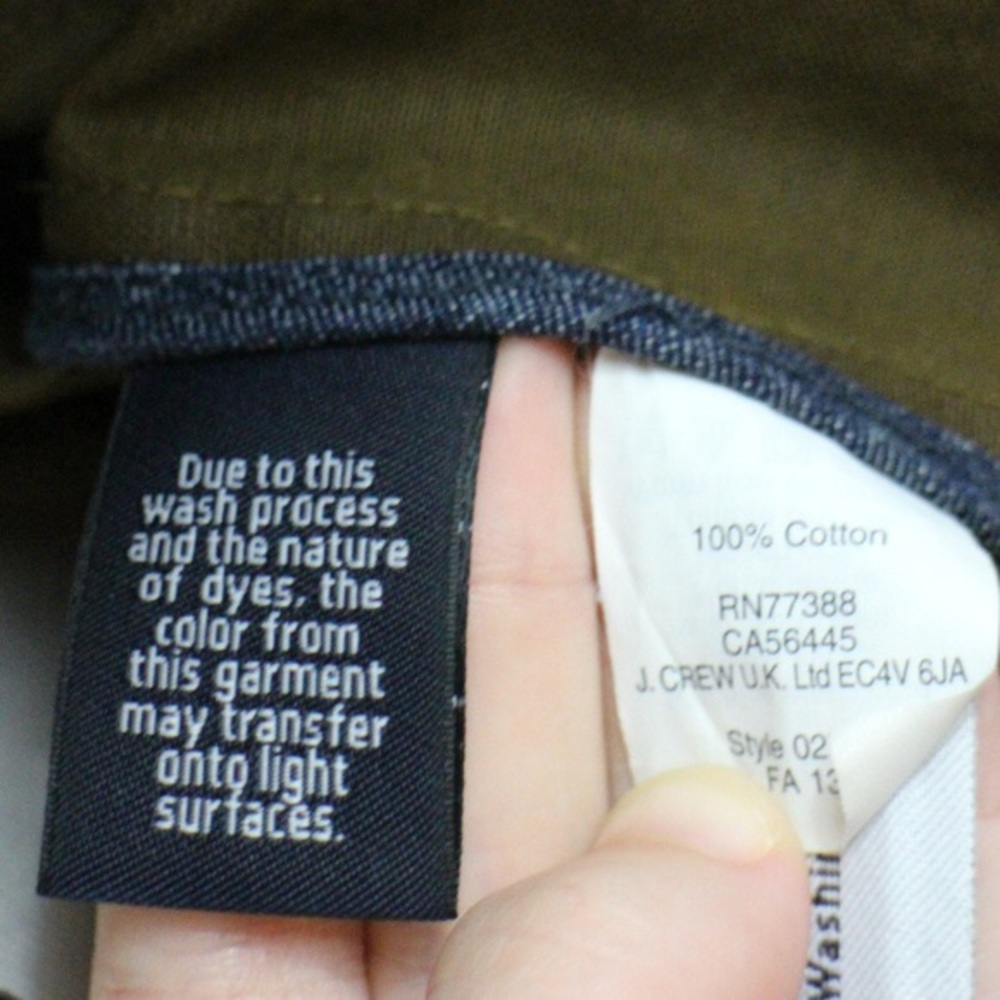 Due to this
wash process
and the nature
of dyes, the
color from
this garment
may transfer
onto light
surfaces.
100% Cotton
RN77388
CA56445
J. CREW U.K. Ltd EC4V 6JA
Style 02
FA 13